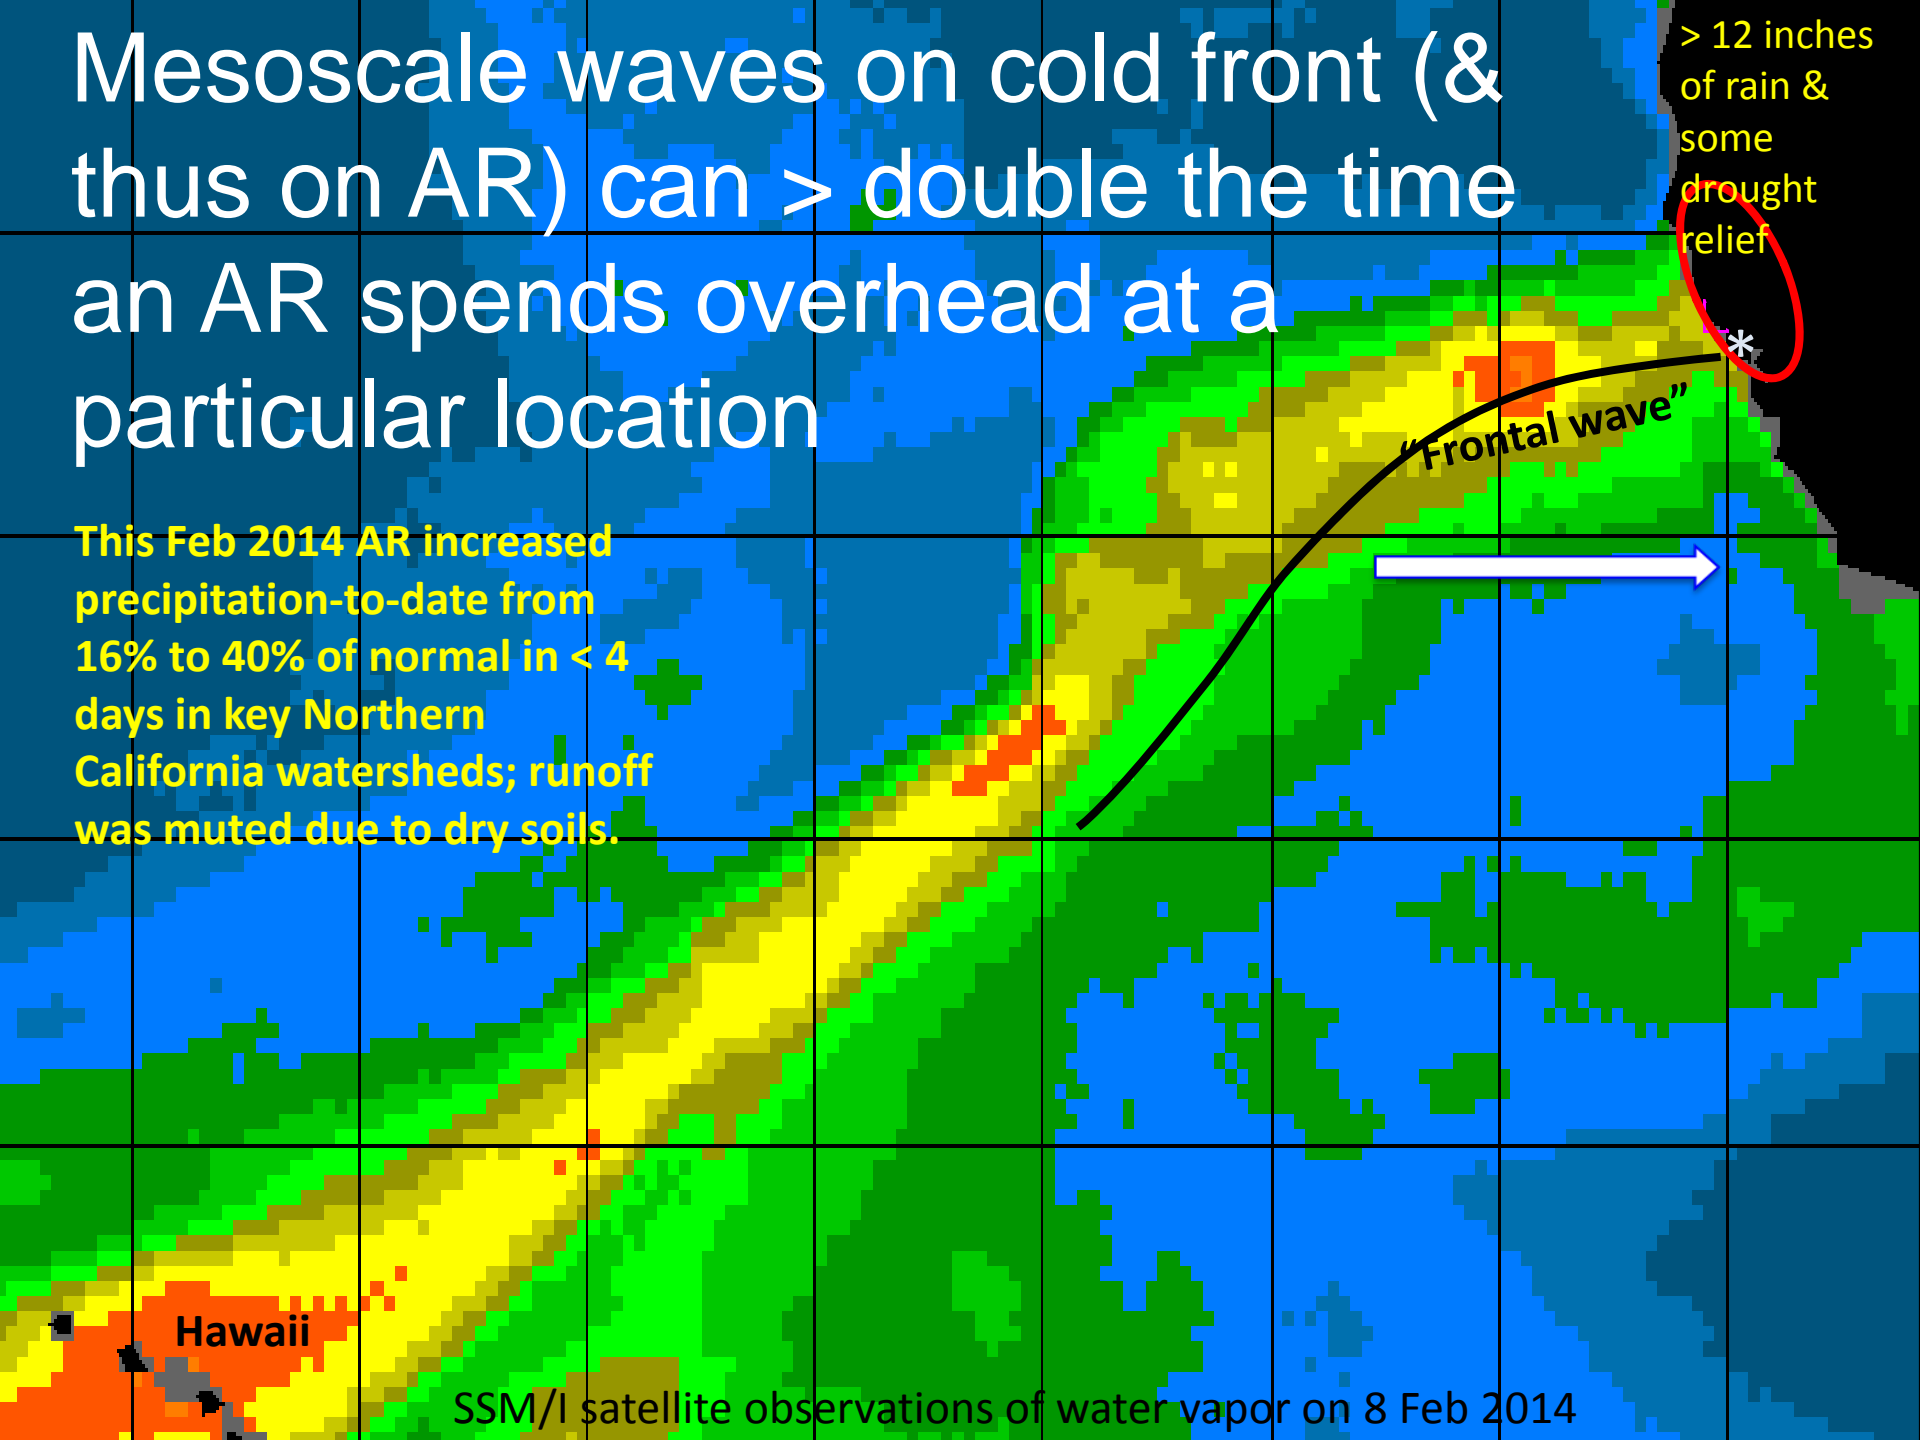 Mesoscale waves on cold front (&
thus on AR) can > double the time
an AR spends overhead at a
particular location
> 12 inches
of rain &
some
drought
relief
*
“Frontal wave”
This Feb 2014 AR increased
precipitation-to-date from
16% to 40% of normal in < 4
days in key Northern
California watersheds; runoff
was muted due to dry soils.
Hawaii
SSM/I satellite observations of water vapor on 8 Feb 2014